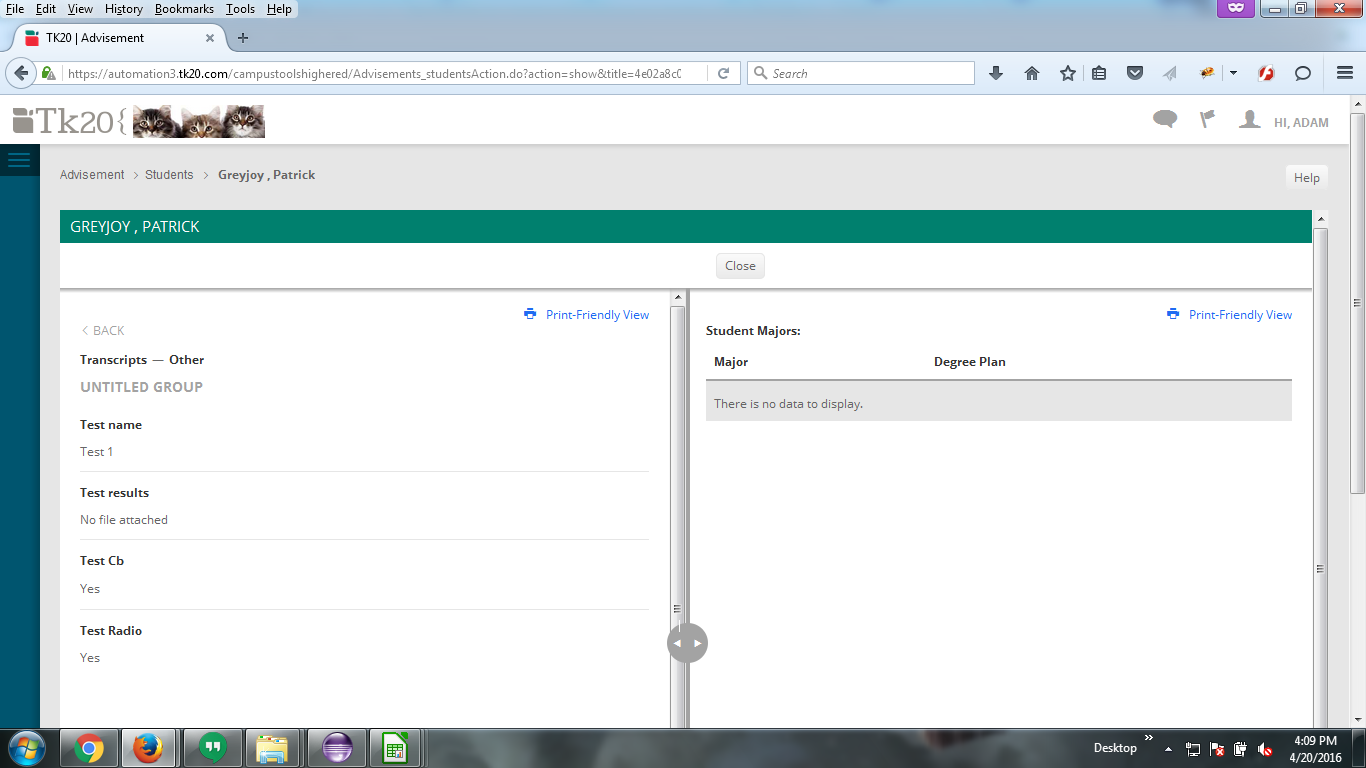 File Edit View History Bookmarks Tools Help
TK20 | Advisement
https://automation3.tk20.com/campustoolshighered/Advisements_studentsAction.do?action=show&title=4e02a8c0
Search
Tk20{
HI, ADAM
Advisement > Students > Greyjoy , Patrick
Help
GREYJOY , PATRICK
Close
Print-Friendly View
BACK
Transcripts — Other
UNTITLED GROUP
Test name
Test 1
Test results
No file attached
Test Cb
Yes
Test Radio
Yes
Print-Friendly View
Student Majors:
Major Degree Plan
There is no data to display.
Desktop
4:09 PM
4/20/2016